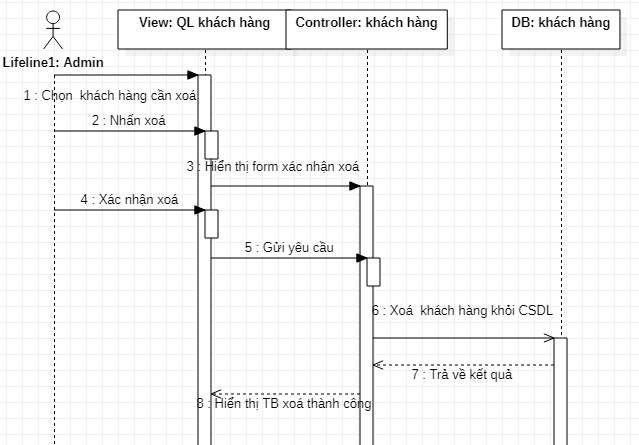 View: QL khách hàng
Controller: khách hàng
DB: khách hàng
Lifeline1: Admin
1 : Chọn khách hàng cần xoá
2 : Nhấn xoá
3 : Hiển thị form xác nhận xoá
4 : Xác nhận xoá
5 : Gửi yêu cầu
6 : Xoá khách hàng khỏi CSDL
7 : Trả về kết quả
8 : Hiển thị TB xoá thành công